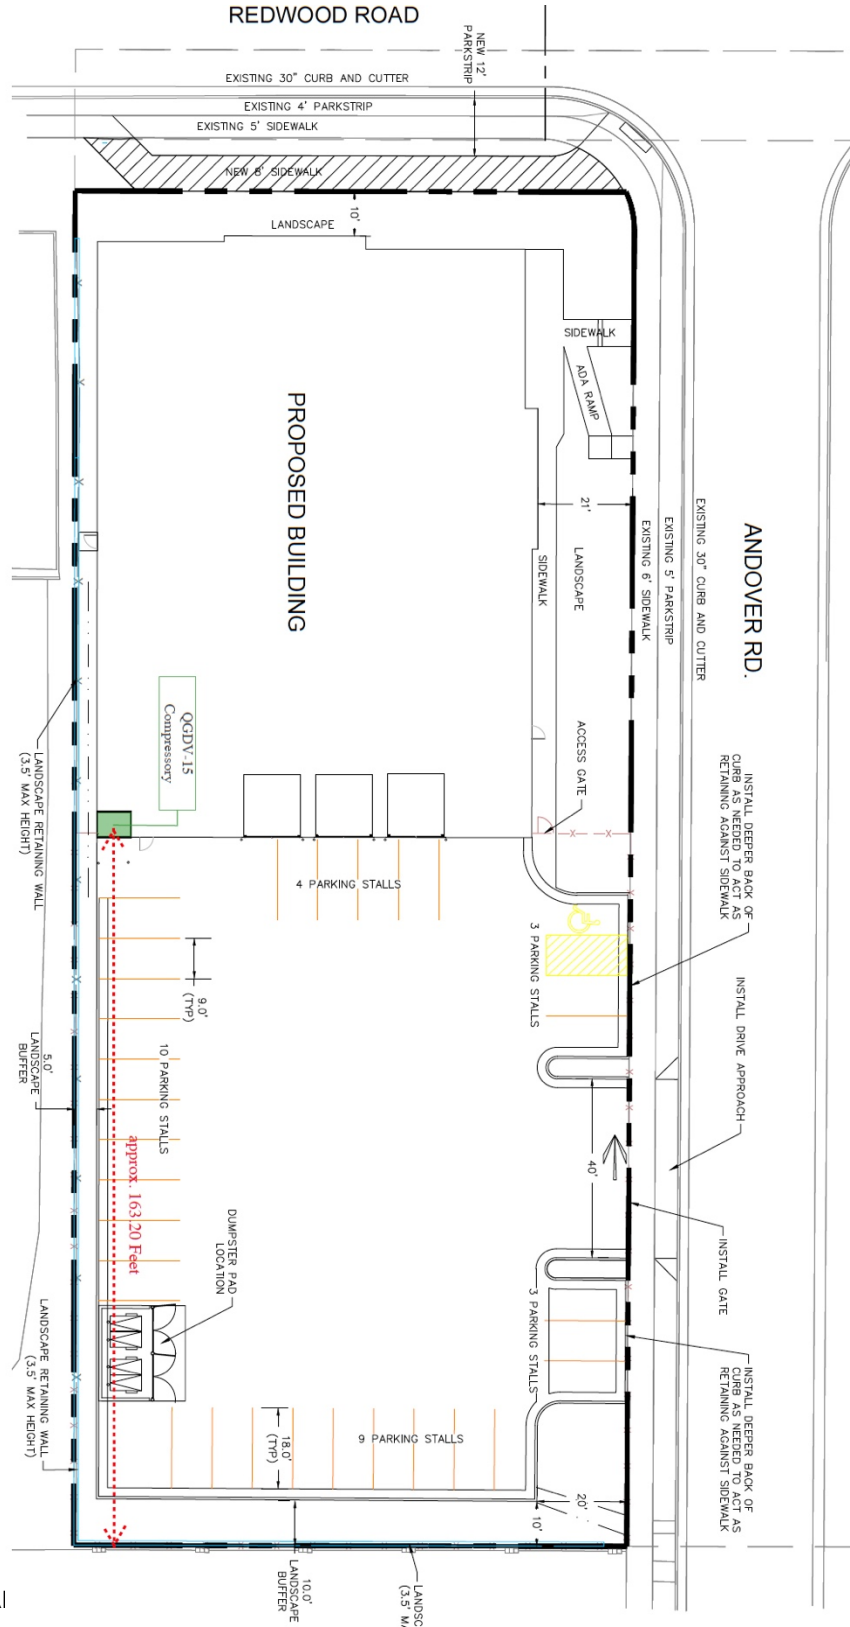 REDWOOD ROAD
NEW 12'
PARKSTRIP
EXISTING 30" CURB AND CUTTER
EXISTING 4' PARKSTRIP
EXISTING 5' SIDEWALK
NEW 8' SIDEWALK
10'
LANDSCAPE
SIDEWALK
ADA RAMP
PROPOSED BUILDING
21'
SIDEWALK
LANDSCAPE
EXISTING 6' SIDEWALK
EXISTING 5' PARKSTRIP
EXISTING 30" CURB AND CUTTER
ANDOVER RD.
QGDV-15
Compressory
LANDSCAPE RETAINING WALL
(3.5' MAX HEIGHT)
ACCESS GATE
INSTALL DEEPER BACK OF
CURB AS NEEDED TO ACT AS
RETAINING AGAINST SIDEWALK
4 PARKING STALLS
3 PARKING STALLS
9.0'
(TYP)
10 PARKING STALLS
INSTALL DRIVE APPROACH
5.0'
LANDSCAPE
BUFFER
40'
approx. 163.20 Feet
DUMPSTER PAD
LOCATION
INSTALL GATE
3 PARKING STALLS
LANDSCAPE RETAINING WALL
(3.5' MAX HEIGHT)
INSTALL DEEPER BACK OF
CURB AS NEEDED TO ACT AS
RETAINING AGAINST SIDEWALK
18.0'
(TYP)
9 PARKING STALLS
20'
10'
10.0'
LANDSCAPE
BUFFER
LANDSC
(3.5' M